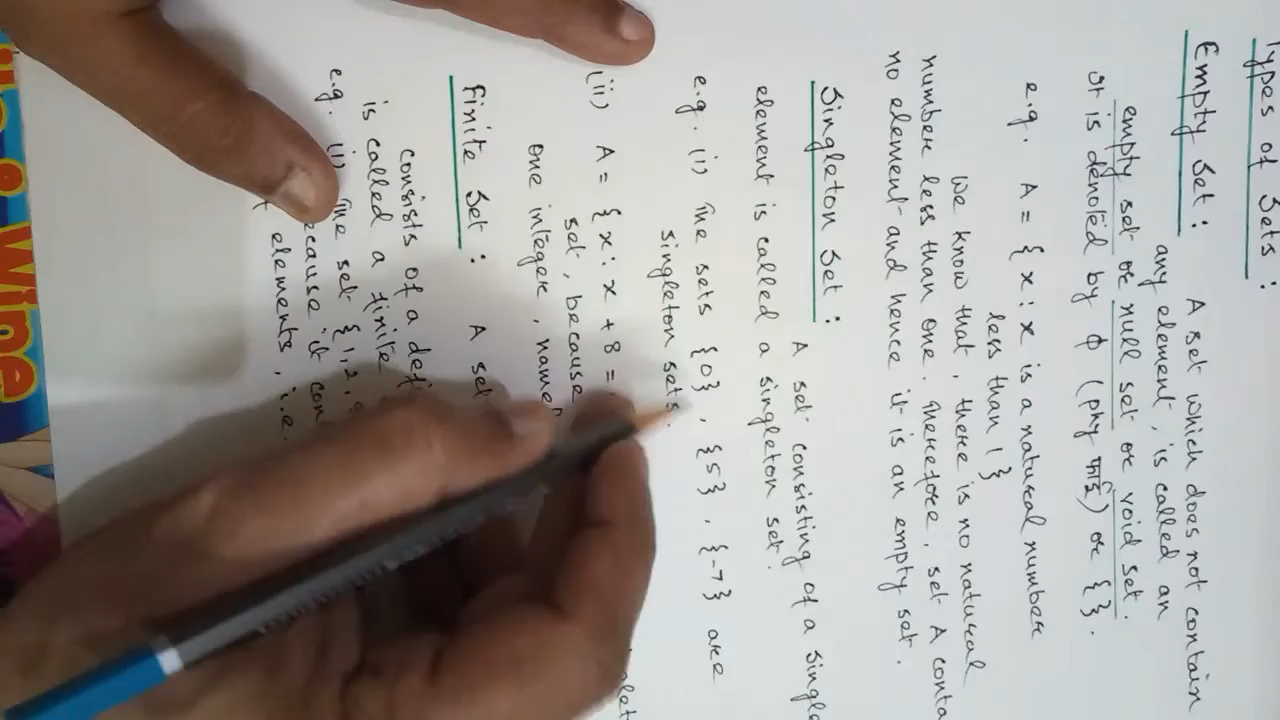 Types of Sets :
Empty Set : A set which does not contain
any element, is called an
empty set or null set or void set.
It is denoted by ϕ (phy फाई) or { }.
e.g. A = { x : x is a natural number
less than 1 }
We know that, there is no natural
number less than one. Therefore, set A conta
no element and hence it is an empty set.
Singleton Set :
A set consisting of a single
element is called a singleton set.
e.g. (i) The sets {0}, {5}, {-7} are
singleton sets.
(ii) A = { x : x + 8 =
set, because
one integer,
Finite Set : A set
consists of a
is called a finite
e.g. (i) The set { 1, 2,
because it con
elements, i.e.
Wipe